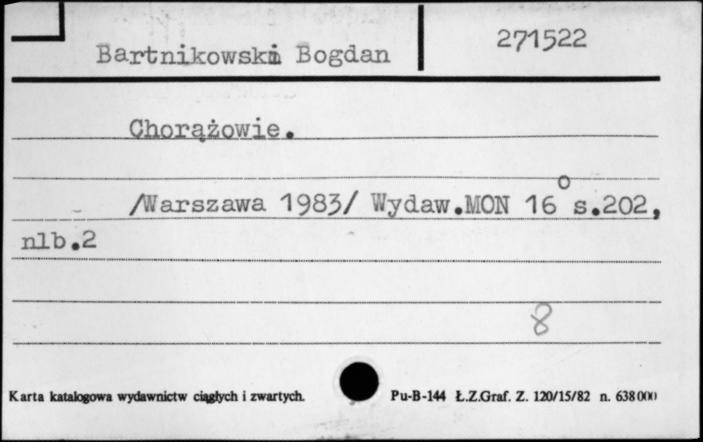 Bartnikowski Bogdan 271522
Chorążowie.
/Warszawa 1983/ Wydaw.MON 16° s.202,
nlb.2
8
Karta katalogowa wydawnictw ciągłych i zwartych. Pu-B-144 Ł.Z.Graf. Z. 120/15/82 n. 638000